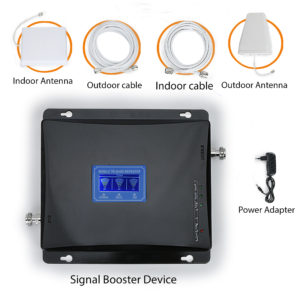 Indoor Antenna
Outdoor cable
Indoor cable
Outdoor Antenna
Power Adapter
Signal Booster Device